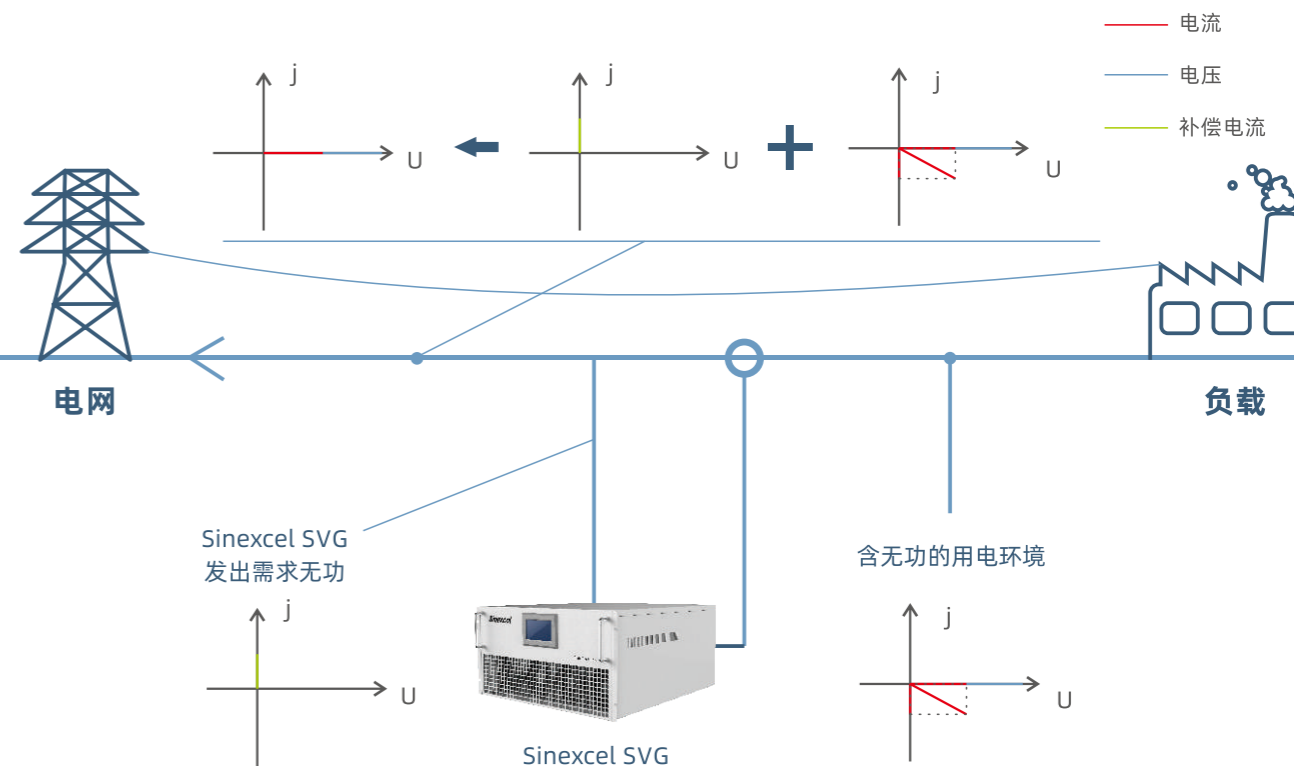 电流
电压
补偿电流
j
U
j
U
j
U
电网
负载
Sinexcel SVG
发出需求无功
含无功的用电环境
j
U
Sinexcel
j
U
Sinexcel SVG